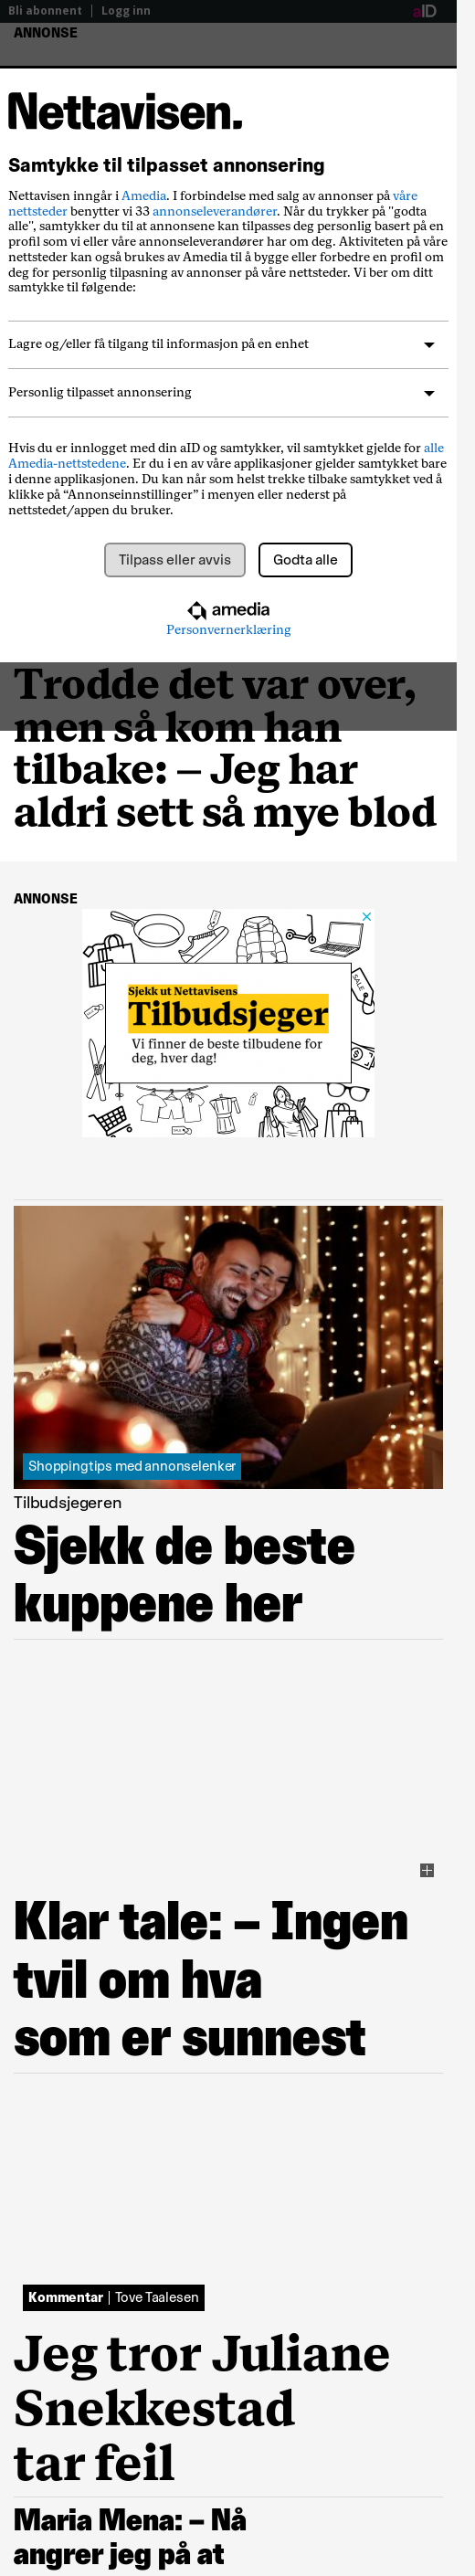 Bli abonnent | Logg inn
aID
ANNONSE
Nettavisen.
Samtykke til tilpasset annonsering
Nettavisen inngår i Amedia. I forbindelse med salg av annonser på våre
nettsteder benytter vi 33 annonseleverandører. Når du trykker på "godta
alle", samtykker du til at annonsene kan tilpasses deg personlig basert på en
profil som vi eller våre annonseleverandører har om deg. Aktiviteten på våre
nettsteder kan også brukes av Amedia til å bygge eller forbedre en profil om
deg for personlig tilpasning av annonser på våre nettsteder. Vi ber om ditt
samtykke til følgende:
Lagre og/eller få tilgang til informasjon på en enhet
Personlig tilpasset annonsering
Hvis du er innlogget med din aID og samtykker, vil samtykket gjelde for alle
Amedia-nettstedene. Er du i en av våre applikasjoner gjelder samtykket bare
i denne applikasjonen. Du kan når som helst trekke tilbake samtykket ved å
klikke på “Annonseinnstillinger” i menyen eller nederst på
nettstedet/appen du bruker.
Tilpass eller avvis
Godta alle
amedia
Personvernerklæring
Trodde det var over,
men så kom han
tilbake: – Jeg har
aldri sett så mye blod
ANNONSE
Sjekk ut Nettavisens
Tilbudsjeger
Vi finner de beste tilbudene for
deg, hver dag!
SALE
Shoppingtips med annonselenker
Tilbudsjegeren
Sjekk de beste
kuppene her
Klar tale: – Ingen
tvil om hva
som er sunnest
Kommentar | Tove Taalesen
Jeg tror Juliane
Snekkestad
tar feil
Maria Mena: – Nå
angrer jeg på at